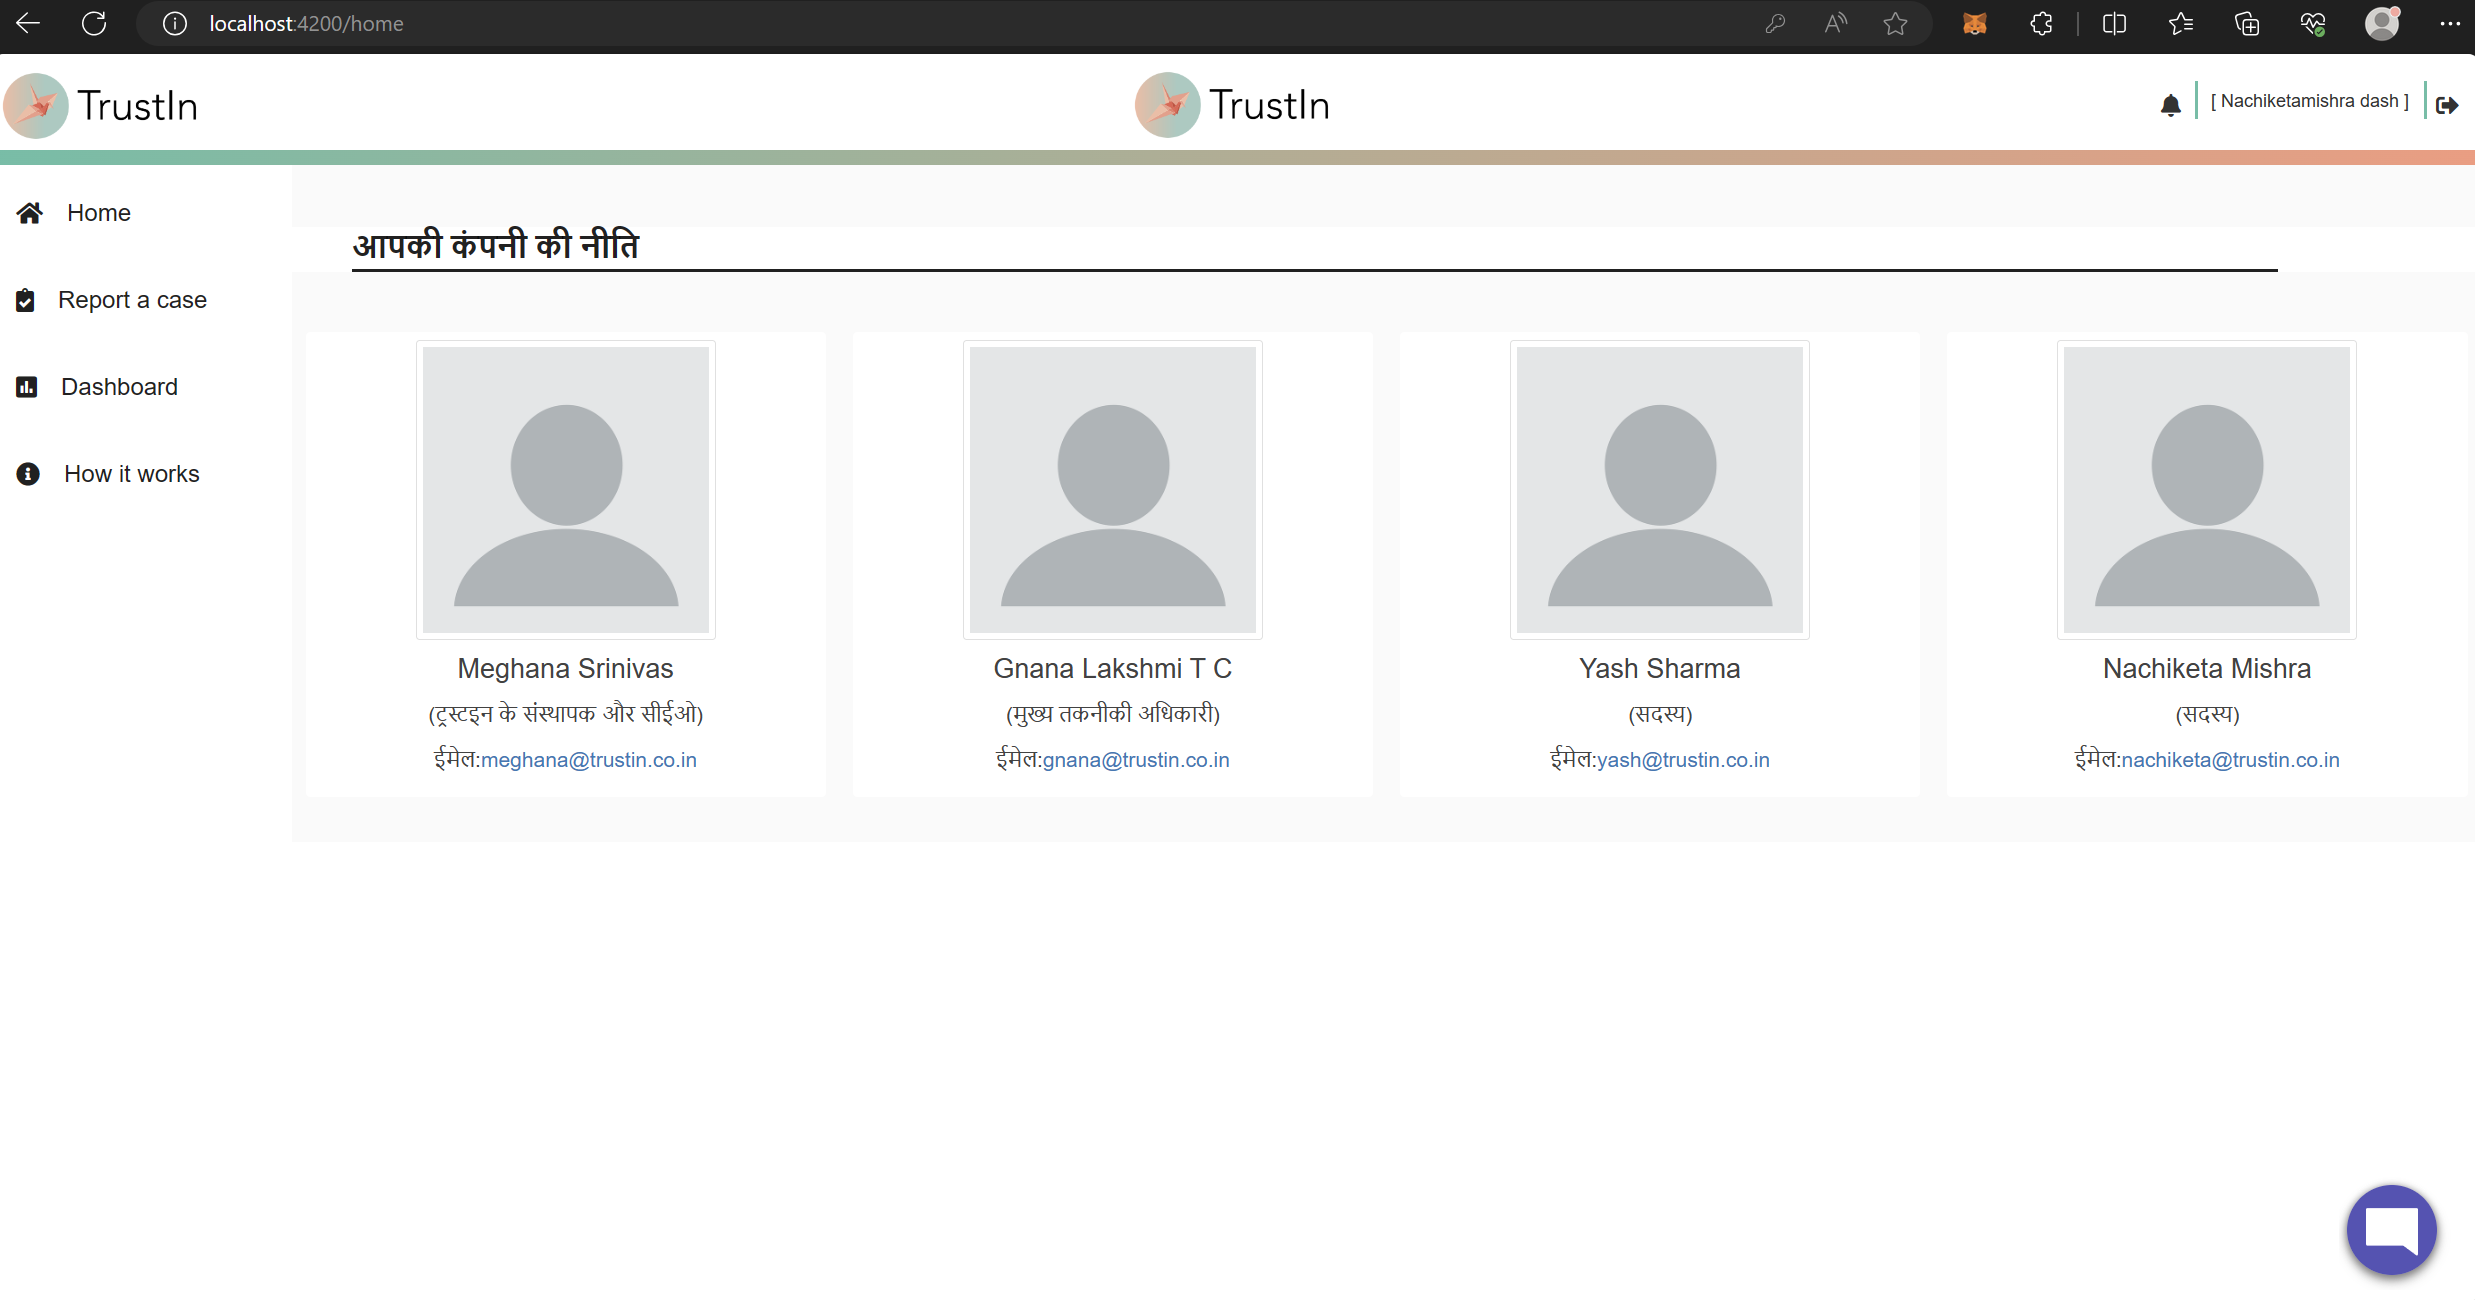 localhost:4200/home
TrustIn
TrustIn
[ Nachiketamishra dash ]
Home
Report a case
Dashboard
How it works
आपकी कंपनी की नीति
Meghana Srinivas
(ट्रस्टइन के संस्थापक और सीईओ)
ईमेल:meghana@trustin.co.in
Gnana Lakshmi T C
(मुख्य तकनीकी अधिकारी)
ईमेल:gnana@trustin.co.in
Yash Sharma
(सदस्य)
ईमेल:yash@trustin.co.in
Nachiketa Mishra
(सदस्य)
ईमेल:nachiketa@trustin.co.in